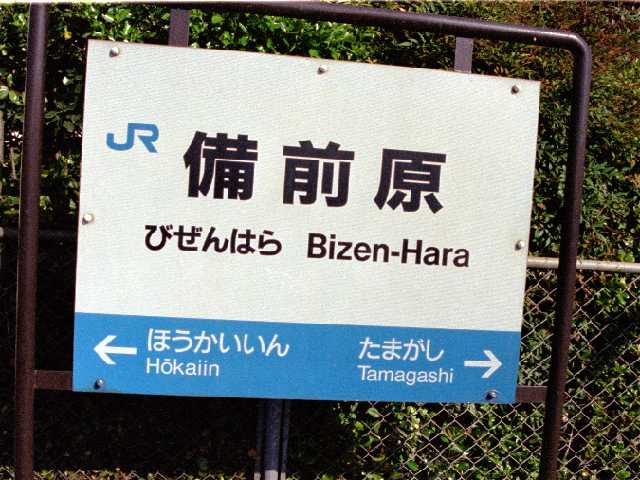 JR
備前原
びぜんはら Bizen-Hara
← ほうかいいん たまがし →
Hōkaiin Tamagashi